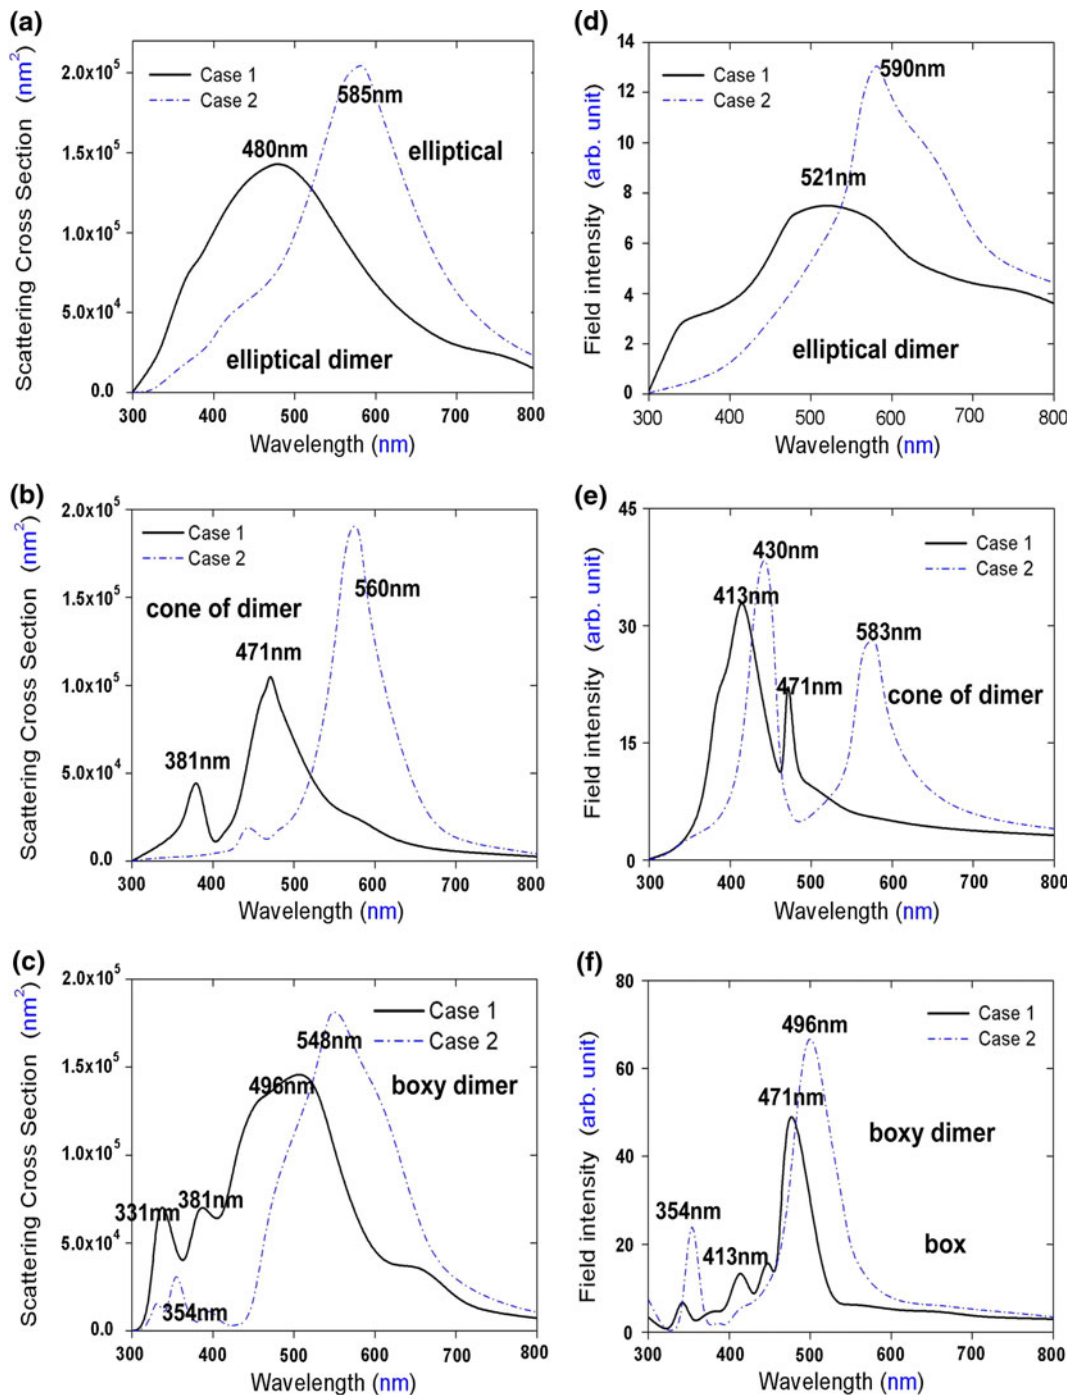 (a)
Scattering Cross Section (nm²)
2.0x10⁵
1.5x10⁵
1.0x10⁵
5.0x10⁴
0.0
Case 1
Case 2
480nm
585nm
elliptical
elliptical dimer
300 400 500 600 700 800
Wavelength (nm)
(d)
Field intensity (arb. unit)
14
12
10
8
6
4
2
0
Case 1
Case 2
590nm
521nm
elliptical dimer
300 400 500 600 700 800
Wavelength (nm)
(b)
Scattering Cross Section (nm²)
2.0x10⁵
1.5x10⁵
1.0x10⁵
5.0x10⁴
0.0
Case 1
Case 2
560nm
cone of dimer
471nm
381nm
300 400 500 600 700 800
Wavelength (nm)
(e)
Field intensity (arb. unit)
45
30
15
0
Case 1
Case 2
430nm
413nm
583nm
471nm
cone of dimer
300 400 500 600 700 800
Wavelength (nm)
(c)
Scattering Cross Section (nm²)
2.0x10⁵
1.5x10⁵
1.0x10⁵
5.0x10⁴
0.0
Case 1
Case 2
548nm
496nm
boxy dimer
331nm
381nm
354nm
300 400 500 600 700 800
Wavelength (nm)
(f)
Field intensity (arb. unit)
80
60
40
20
0
Case 1
Case 2
496nm
471nm
boxy dimer
354nm
413nm
box
300 400 500 600 700 800
Wavelength (nm)